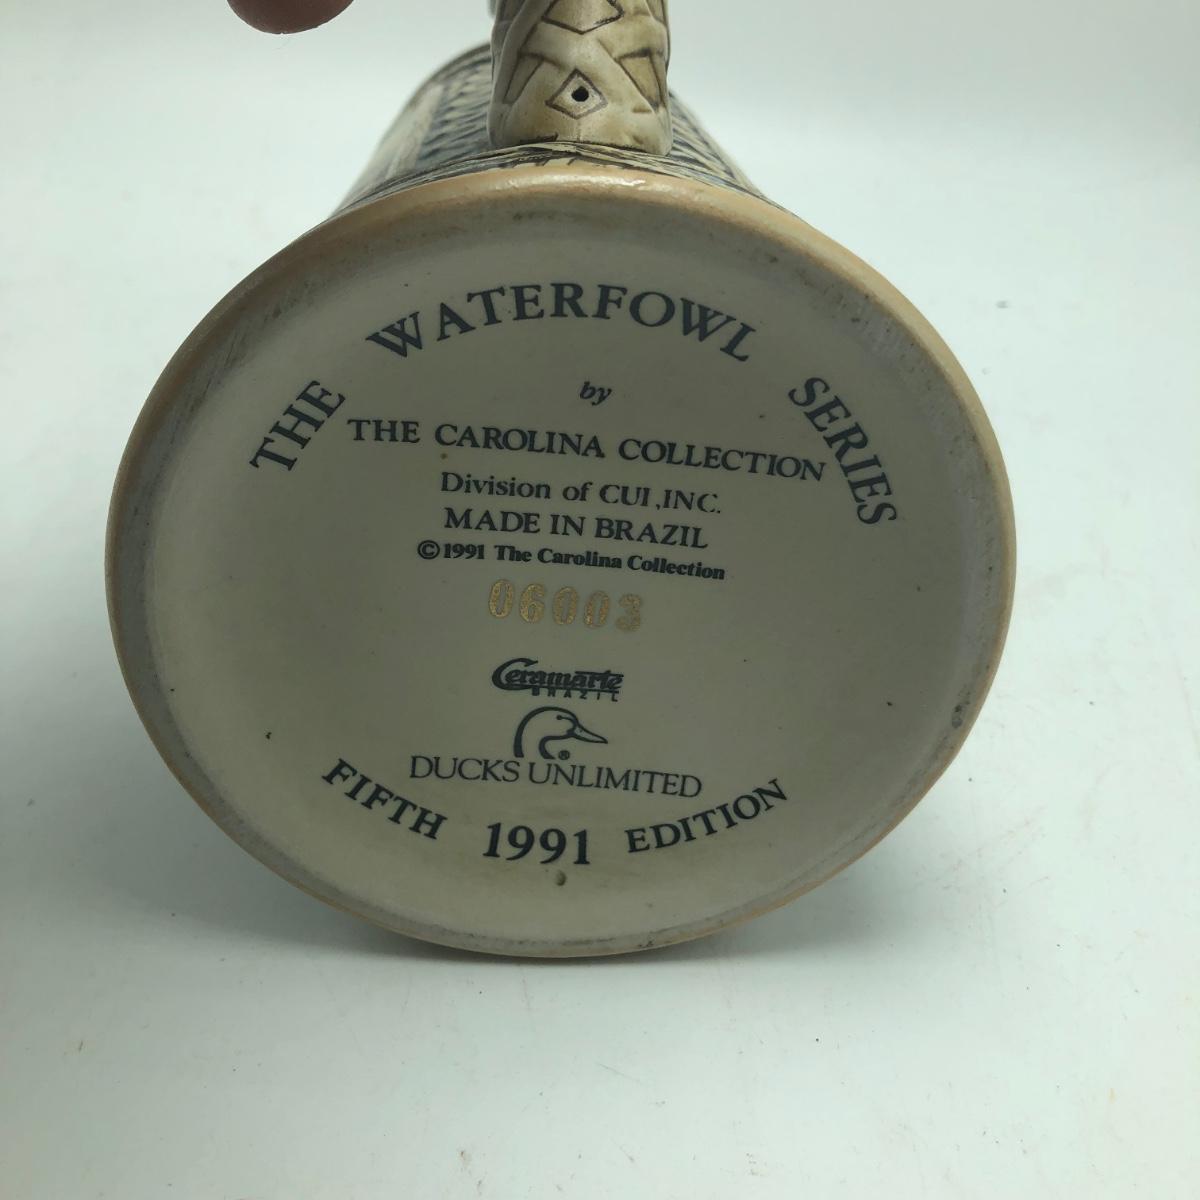 THE WATERFOWL SERIES
by
THE CAROLINA COLLECTION
Division of CUI,INC.
MADE IN BRAZIL
©1991 The Carolina Collection
06003
Ceramarte
BRAZIL
®
DUCKS UNLIMITED
FIFTH 1991 EDITION